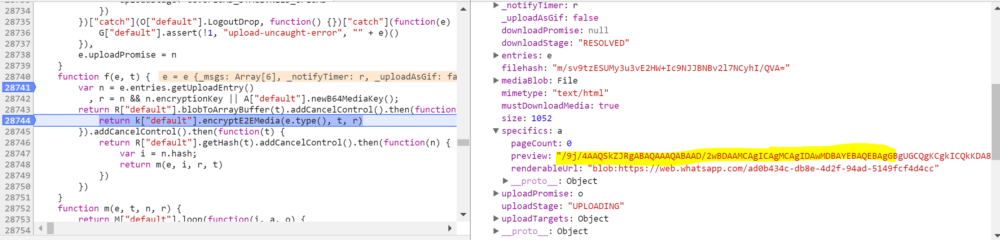 28734 })
28735 })["catch"](O["default"].LogoutDrop, function() {})["catch"](function(e)
28736 G["default"].assert(!1, "upload-uncaught-error", "" + e)()
28737 }),
28738 e.uploadPromise = n
28739 }
28740 function f(e, t) { e = e {_msgs: Array[6], _notifyTimer: r, _uploadAsGif: fa
28741 var n = e.entries.getUploadEntry()
28742 , r = n && n.encryptionKey || A["default"].newB64MediaKey();
28743 return R["default"].blobToArrayBuffer(t).addCancelControl().then(function
28744 return k["default"].encryptE2EMedia(e.type(), t, r)
28745 }).addCancelControl().then(function(t) {
28746 return R["default"].getHash(t).addCancelControl().then(function(n) {
28747 var i = n.hash;
28748 return m(e, i, r, t)
28749 })
28750 })
28751 }
28752 function m(e, t, n, r) {
28753 return M["default"].loop(function(i, a, o) {
28754
_notifyTimer: r
_uploadAsGif: false
downloadPromise: null
downloadStage: "RESOLVED"
entries: e
filehash: "m/sv9tzESUMy3u3vE2HW+Ic9NJJBNBv2l7NCyhI/QVA="
mediaBlob: File
mimetype: "text/html"
mustDownloadMedia: true
size: 1052
specifics: a
pageCount: 0
preview: "/9j/4AAQSkZJRgABAQAAAQABAAD/2wBDAAMCAgICAgMCAgIDAwMDBAYEBAQEBAgGBgUGCQgKCgkICQkKDA8
renderableUrl: "blob:https://web.whatsapp.com/ad0b434c-db8e-4d2f-94ad-5149fcf4d4cc"
__proto__: Object
uploadPromise: o
uploadStage: "UPLOADING"
uploadTargets: Object
__proto__: Object